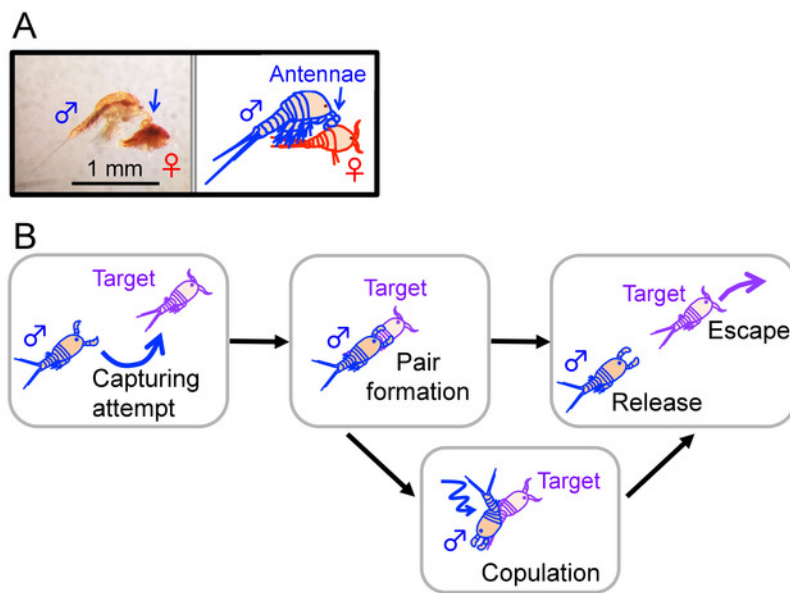 A
Antennae
♂
♂
1 mm
♀
♀
B
Target
♂
Capturing
attempt
Target
♂
Pair
formation
Target
Escape
♂
Release
Target
♂
Copulation